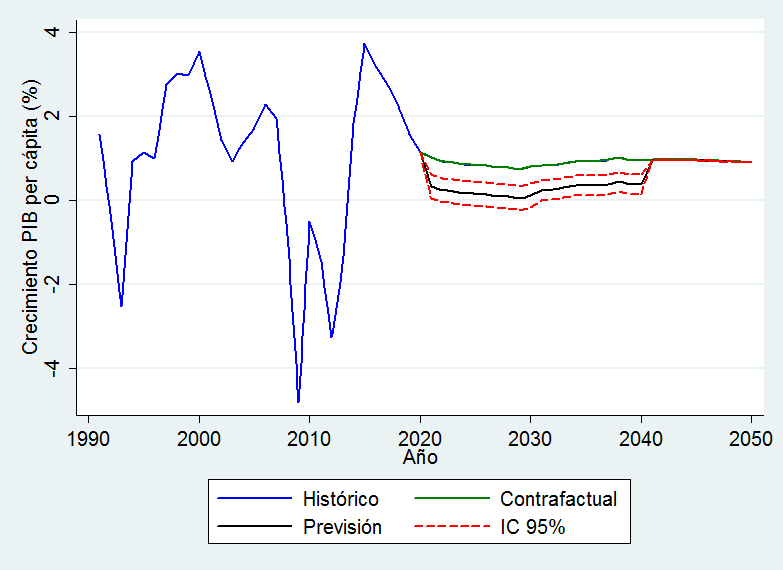 Crecimiento PIB per cápita (%)
4
2
0
-2
-4
1990 2000 2010 2020 2030 2040 2050
Año
Histórico Contrafactual
Previsión IC 95%